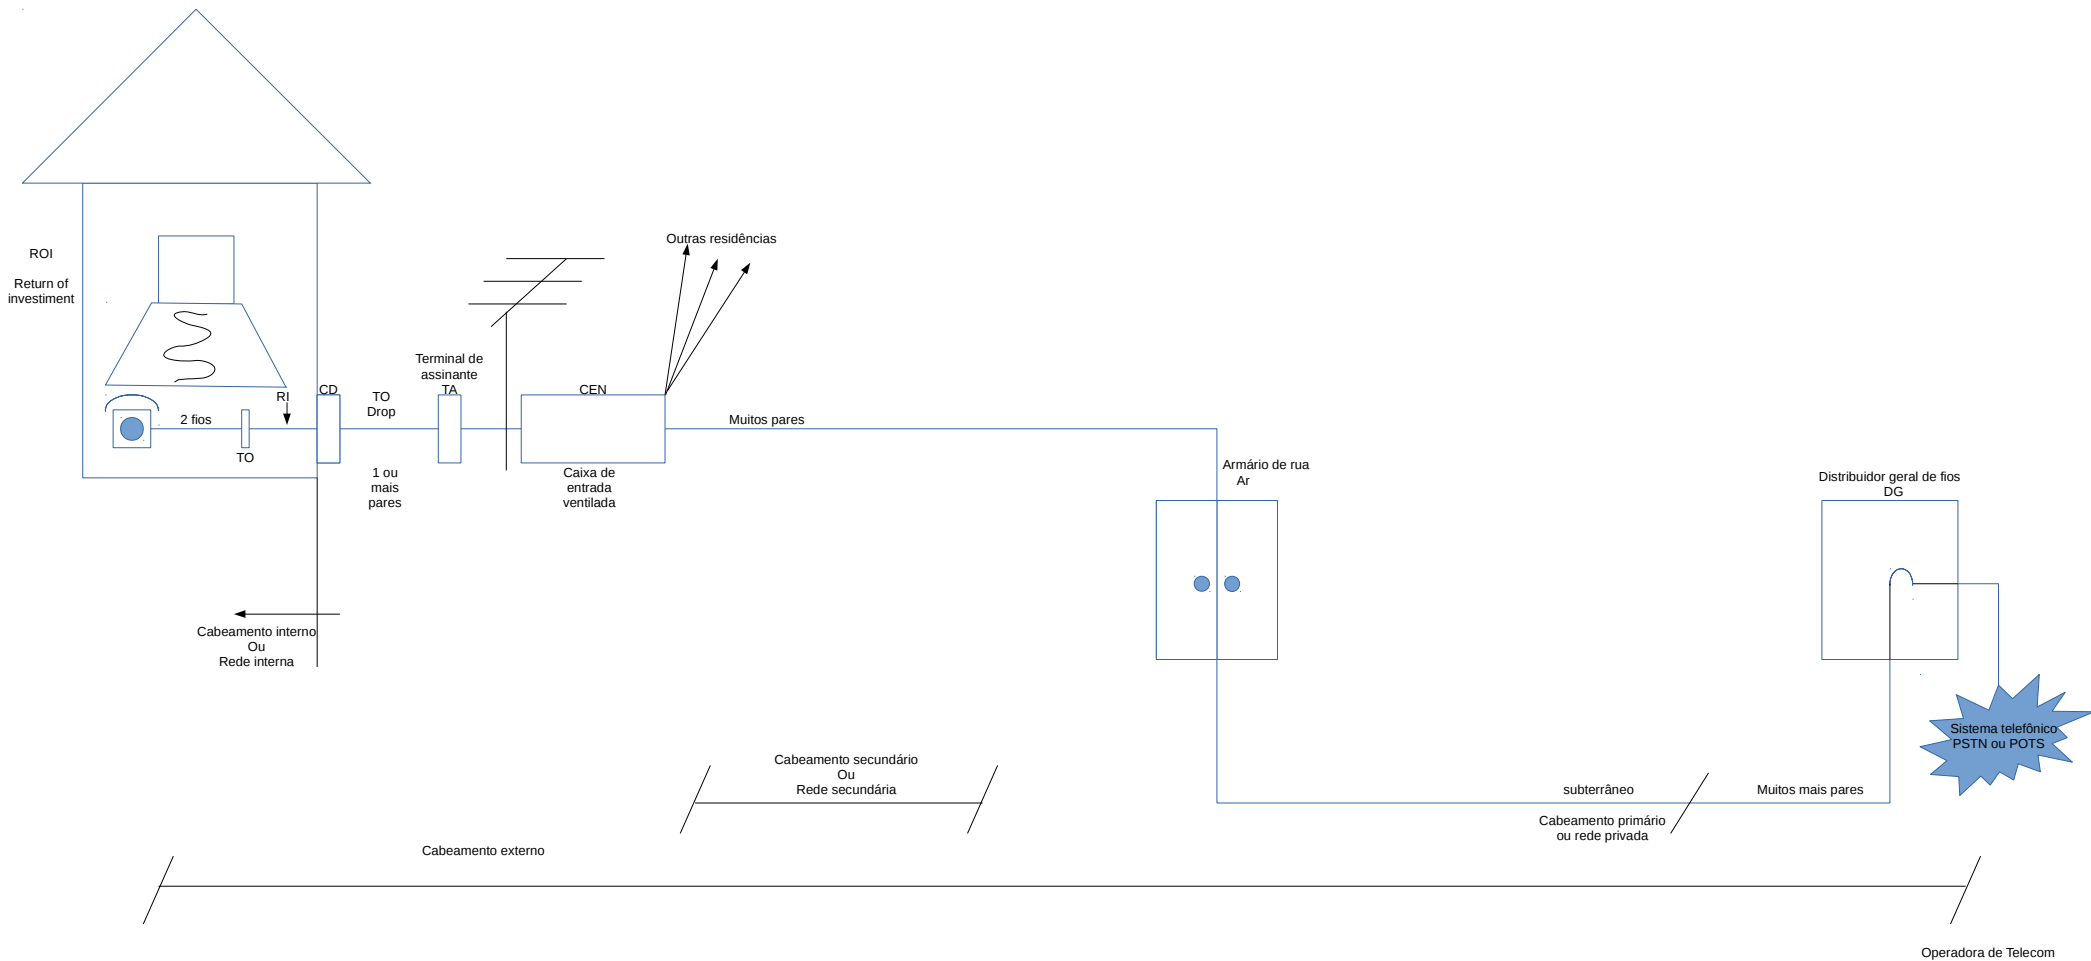 ROI
Return of
investiment
2 fios
TO
RI
CD
TO
Drop
1 ou
mais
pares
Terminal de
assinante
TA
CEN
Caixa de
entrada
ventilada
Outras residências
Muitos pares
Armário de rua
Ar
Distribuidor geral de fios
DG
Cabeamento interno
Ou
Rede interna
Sistema telefônico
PSTN ou POTS
Cabeamento secundário
Ou
Rede secundária
subterrâneo
Muitos mais pares
Cabeamento primário
ou rede privada
Cabeamento externo
Operadora de Telecom